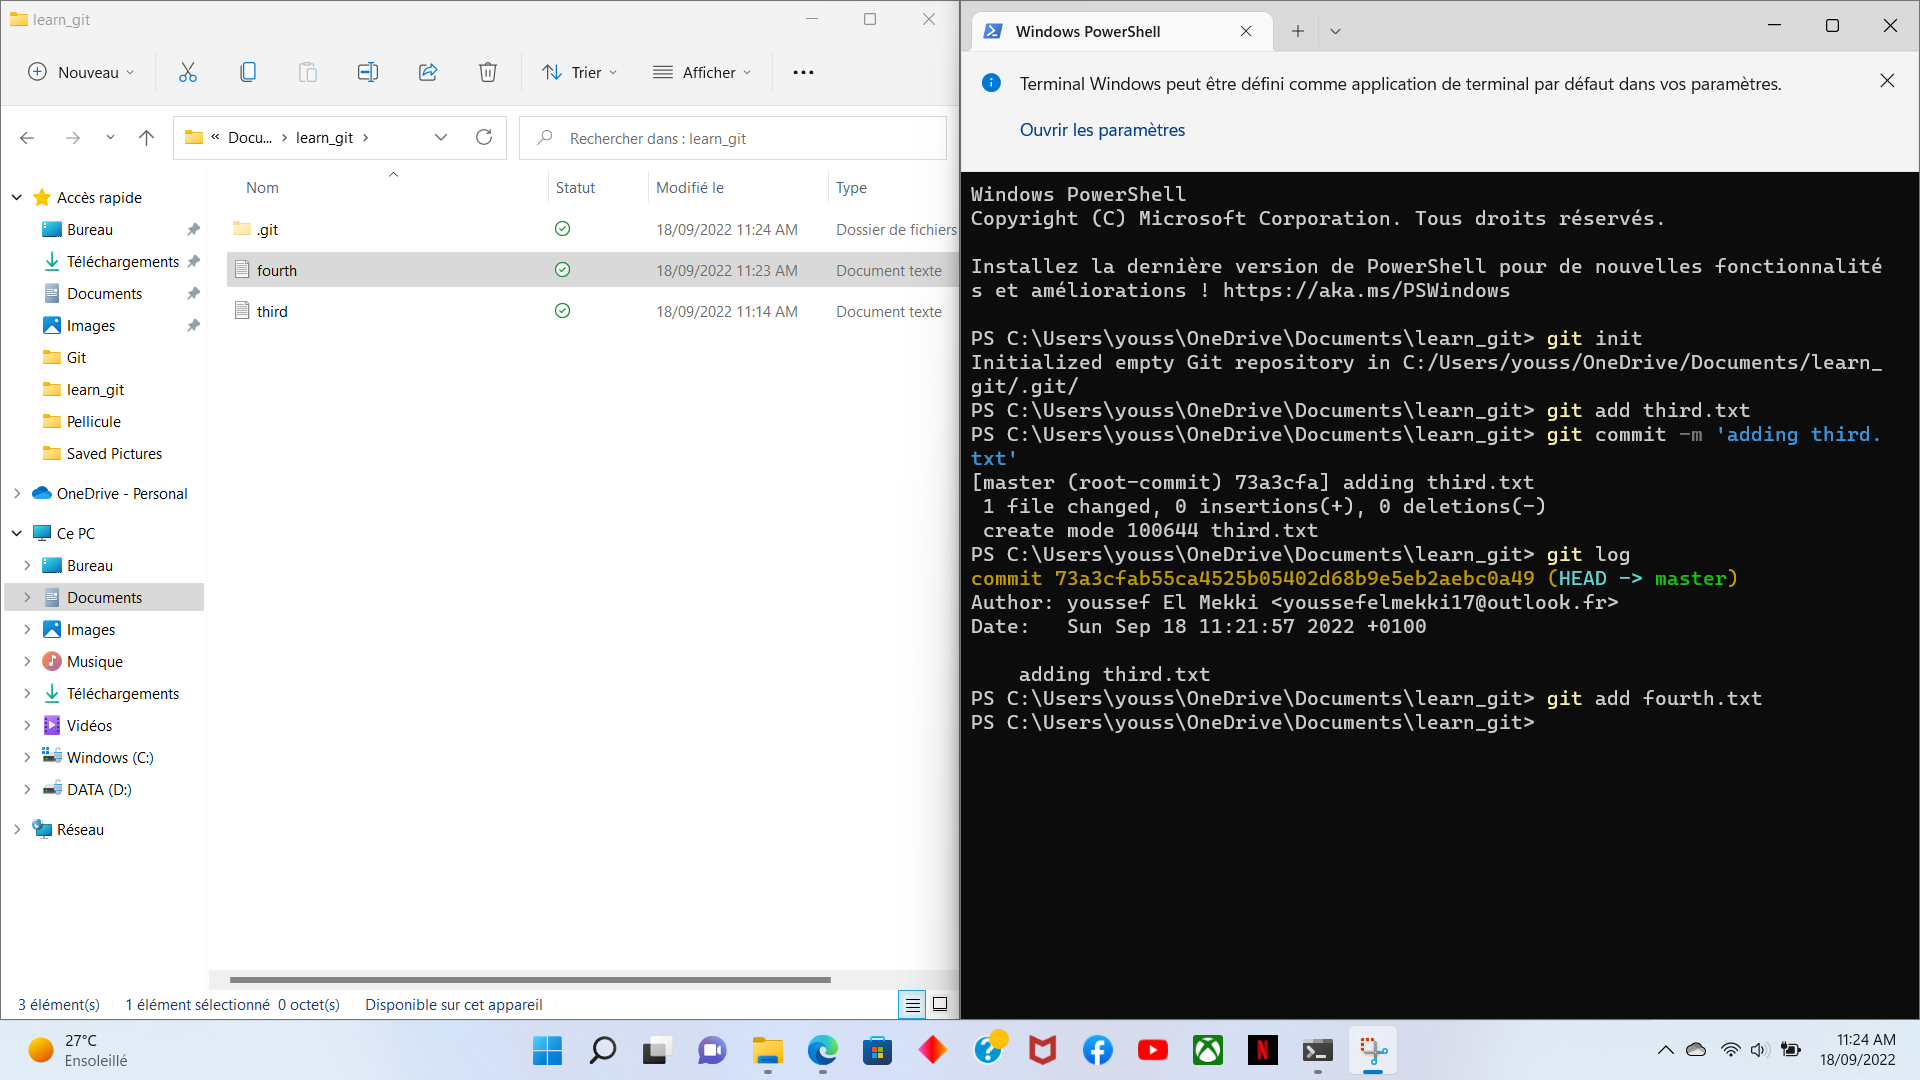 learn_git
Nouveau
Trier
Afficher
« Docu... > learn_git >
Rechercher dans : learn_git
Nom Statut Modifié le Type
.git 18/09/2022 11:24 AM Dossier de fichiers
fourth 18/09/2022 11:23 AM Document texte
third 18/09/2022 11:14 AM Document texte
Accès rapide
Bureau
Téléchargements
Documents
Images
Git
learn_git
Pellicule
Saved Pictures
OneDrive - Personal
Ce PC
Bureau
Documents
Images
Musique
Téléchargements
Vidéos
Windows (C:)
DATA (D:)
Réseau
3 élément(s) 1 élément sélectionné 0 octet(s) Disponible sur cet appareil
Windows PowerShell
Terminal Windows peut être défini comme application de terminal par défaut dans vos paramètres.
Ouvrir les paramètres
Windows PowerShell
Copyright (C) Microsoft Corporation. Tous droits réservés.
Installez la dernière version de PowerShell pour de nouvelles fonctionnalité
s et améliorations ! https://aka.ms/PSWindows
PS C:\Users\youss\OneDrive\Documents\learn_git> git init
Initialized empty Git repository in C:/Users/youss/OneDrive/Documents/learn_
git/.git/
PS C:\Users\youss\OneDrive\Documents\learn_git> git add third.txt
PS C:\Users\youss\OneDrive\Documents\learn_git> git commit -m 'adding third.
txt'
[master (root-commit) 73a3cfa] adding third.txt
 1 file changed, 0 insertions(+), 0 deletions(-)
 create mode 100644 third.txt
PS C:\Users\youss\OneDrive\Documents\learn_git> git log
commit 73a3cfab55ca4525b05402d68b9e5eb2aebc0a49 (HEAD -> master)
Author: youssef El Mekki <youssefelmekki17@outlook.fr>
Date:   Sun Sep 18 11:21:57 2022 +0100
    adding third.txt
PS C:\Users\youss\OneDrive\Documents\learn_git> git add fourth.txt
PS C:\Users\youss\OneDrive\Documents\learn_git>
27°C
Ensoleillé
11:24 AM
18/09/2022